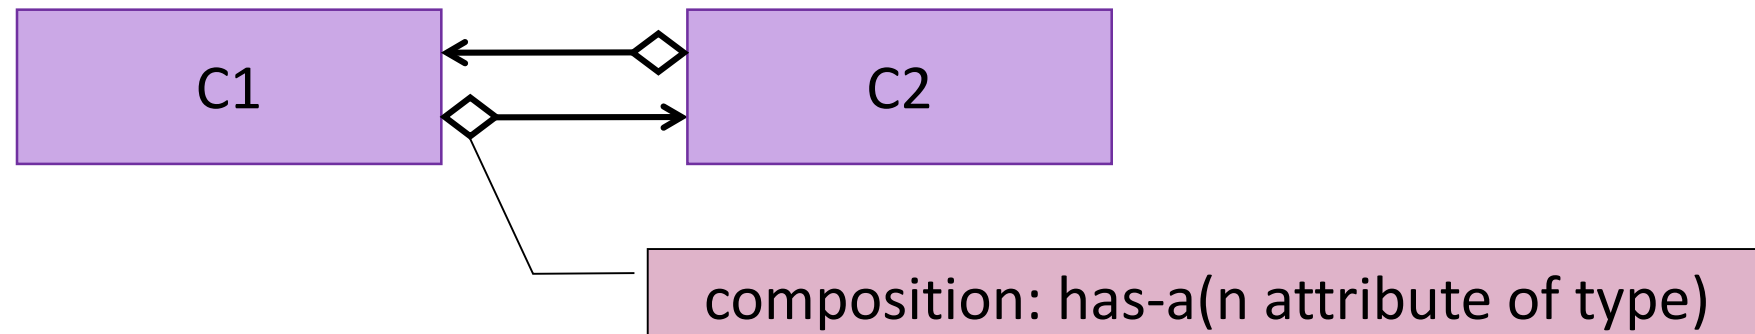 C1
C2
composition: has-a(n attribute of type)